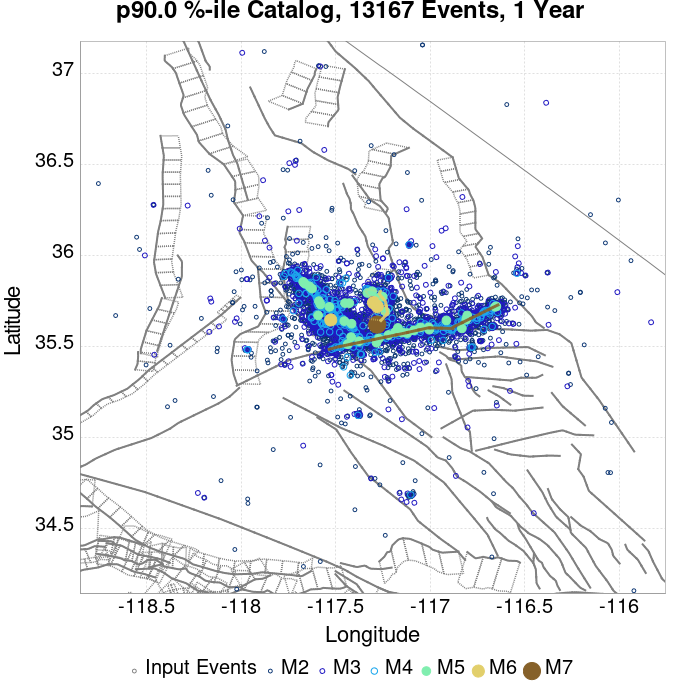 p90.0 %-ile Catalog, 13167 Events, 1 Year
37
36.5
36
35.5
35
34.5
Latitude
-118.5 -118 -117.5 -117 -116.5 -116
Longitude
Input Events M2 M3 M4 M5 M6 M7